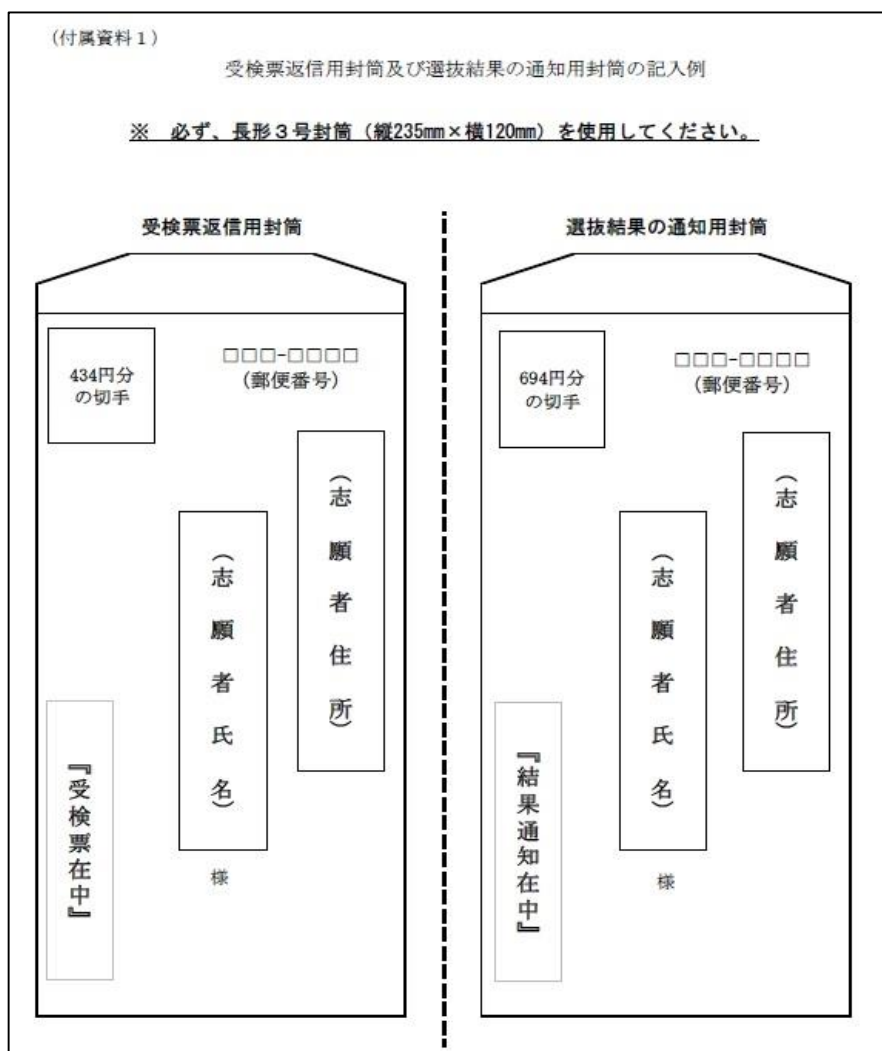 （付属資料１）
受検票返信用封筒及び選抜結果の通知用封筒の記入例
※　必ず、長形３号封筒（縦235mm×横120mm）を使用してください。
受検票返信用封筒
434円分
の切手
□□□-□□□□
（郵便番号）
（志願者住所）
（志願者氏名）
様
『受検票在中』
選抜結果の通知用封筒
694円分
の切手
□□□-□□□□
（郵便番号）
（志願者住所）
（志願者氏名）
様
『結果通知在中』